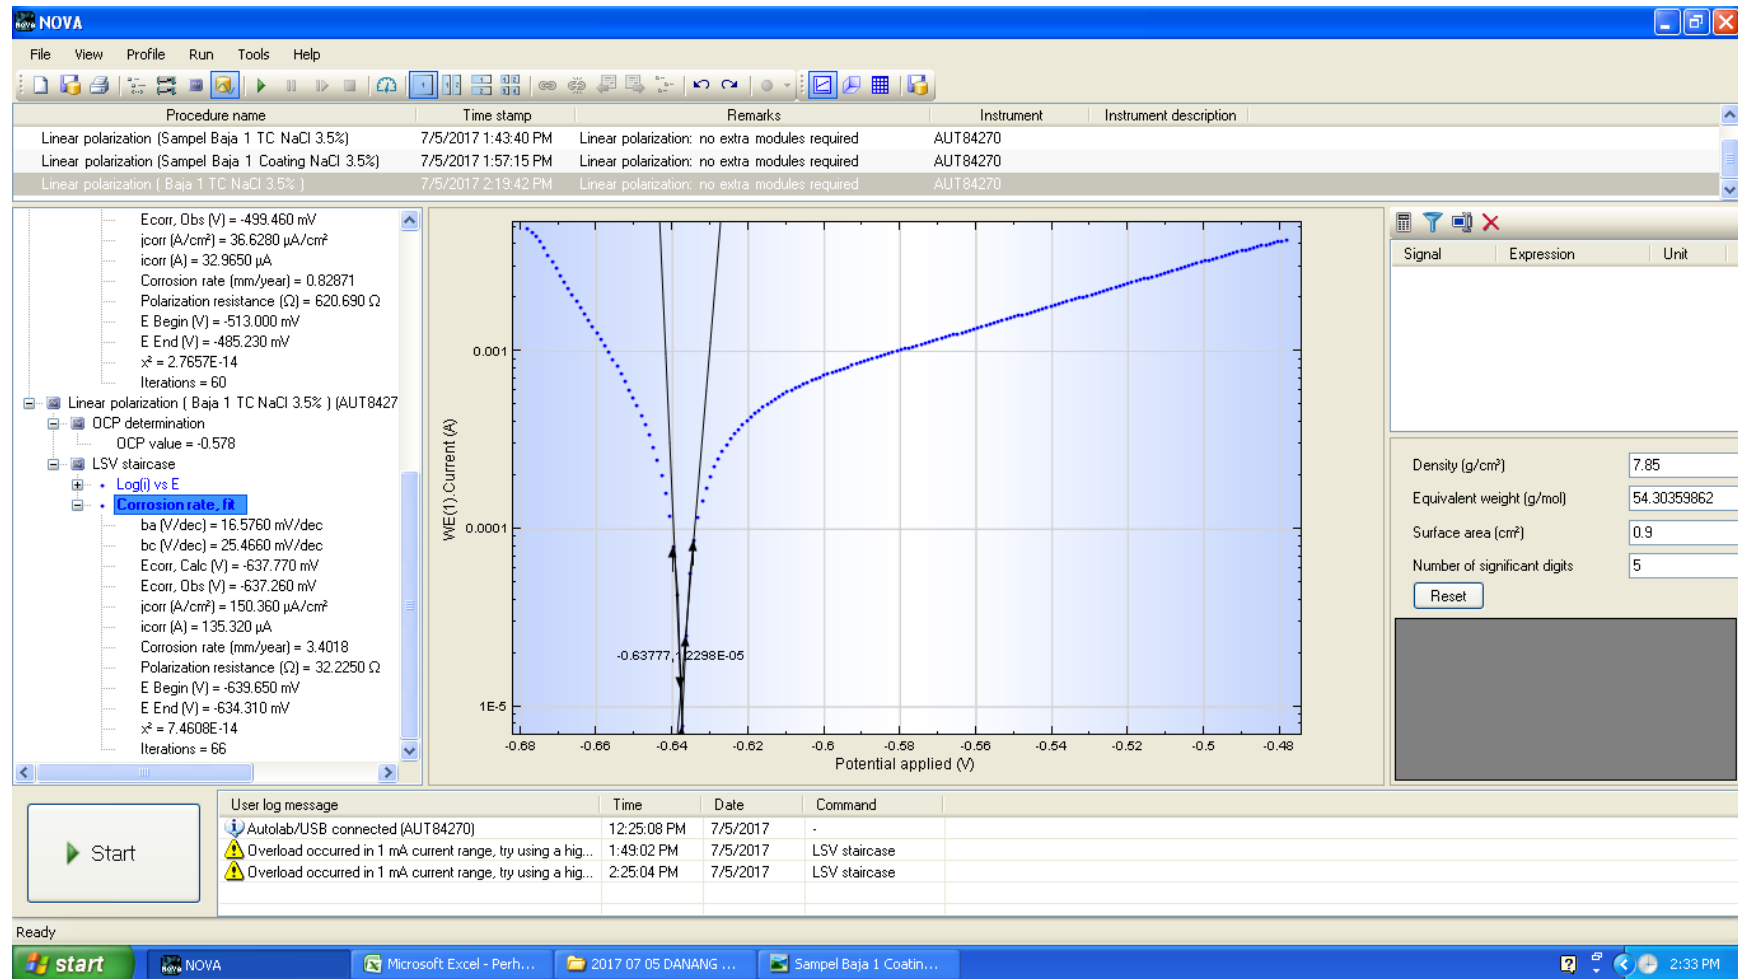 NOVA
File View Profile Run Tools Help
Procedure name Time stamp Remarks Instrument Instrument description
Linear polarization (Sampel Baja 1 TC NaCl 3.5%) 7/5/2017 1:43:40 PM Linear polarization: no extra modules required AUT84270
Linear polarization (Sampel Baja 1 Coating NaCl 3.5%) 7/5/2017 1:57:15 PM Linear polarization: no extra modules required AUT84270
Linear polarization ( Baja 1 TC NaCl 3.5% ) 7/5/2017 2:19:42 PM Linear polarization: no extra modules required AUT84270
Ecorr, Obs (V) = -499.460 mV
jcorr (A/cm²) = 36.6280 µA/cm²
icorr (A) = 32.9650 µA
Corrosion rate (mm/year) = 0.82871
Polarization resistance (Ω) = 620.690 Ω
E Begin (V) = -513.000 mV
E End (V) = -485.230 mV
x² = 2.7657E-14
Iterations = 60
Linear polarization ( Baja 1 TC NaCl 3.5% ) (AUT8427
OCP determination
OCP value = -0.578
LSV staircase
Log(i) vs E
Corrosion rate, fit
ba (V/dec) = 16.5760 mV/dec
bc (V/dec) = 25.4660 mV/dec
Ecorr, Calc (V) = -637.770 mV
Ecorr, Obs (V) = -637.260 mV
jcorr (A/cm²) = 150.360 µA/cm²
icorr (A) = 135.320 µA
Corrosion rate (mm/year) = 3.4018
Polarization resistance (Ω) = 32.2250 Ω
E Begin (V) = -639.650 mV
E End (V) = -634.310 mV
x² = 7.4608E-14
Iterations = 66
WE(1).Current (A)
0.001
0.0001
1E-5
-0.63777, 2298E-05
-0.68 -0.66 -0.64 -0.62 -0.6 -0.58 -0.56 -0.54 -0.52 -0.5 -0.48
Potential applied (V)
Signal Expression Unit
Density (g/cm³) 7.85
Equivalent weight (g/mol) 54.30359862
Surface area (cm²) 0.9
Number of significant digits 5
Reset
Start
User log message Time Date Command
Autolab/USB connected (AUT84270) 12:25:08 PM 7/5/2017 -
Overload occurred in 1 mA current range, try using a hig... 1:49:02 PM 7/5/2017 LSV staircase
Overload occurred in 1 mA current range, try using a hig... 2:25:04 PM 7/5/2017 LSV staircase
Ready
start NOVA Microsoft Excel - Perh... 2017 07 05 DANANG ... Sampel Baja 1 Coatin... 2:33 PM